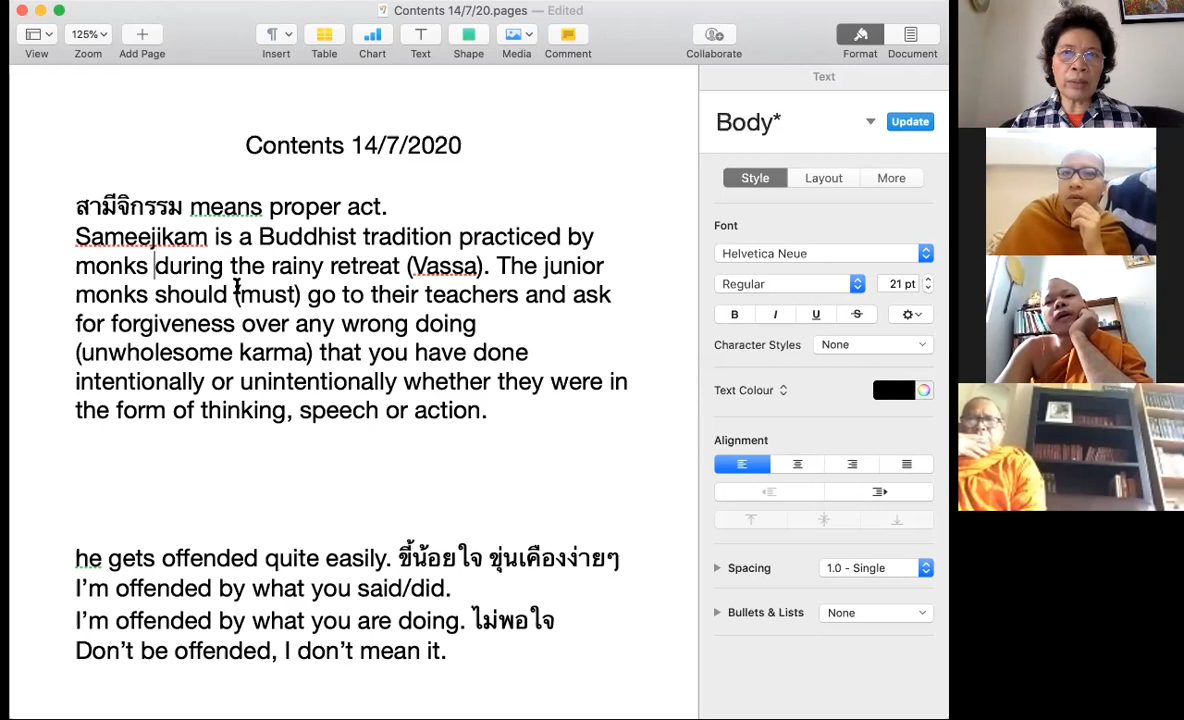 Contents 14/7/20.pages — Edited
125%
View Zoom Add Page Insert Table Chart Text Shape Media Comment Collaborate Format Document
Text
Body*
Update
Style Layout More
Font
Helvetica Neue
Regular 21 pt
B I U S
Character Styles None
Text Colour
Alignment
Spacing 1.0 - Single
Bullets & Lists None
Contents 14/7/2020
สามีจิกรรม means proper act.
Sameejikam is a Buddhist tradition practiced by
monks during the rainy retreat (Vassa). The junior
monks should (must) go to their teachers and ask
for forgiveness over any wrong doing
(unwholesome karma) that you have done
intentionally or unintentionally whether they were in
the form of thinking, speech or action.
he gets offended quite easily. ขี้น้อยใจ ขุ่นเคืองง่ายๆ
I’m offended by what you said/did.
I’m offended by what you are doing. ไม่พอใจ
Don’t be offended, I don’t mean it.